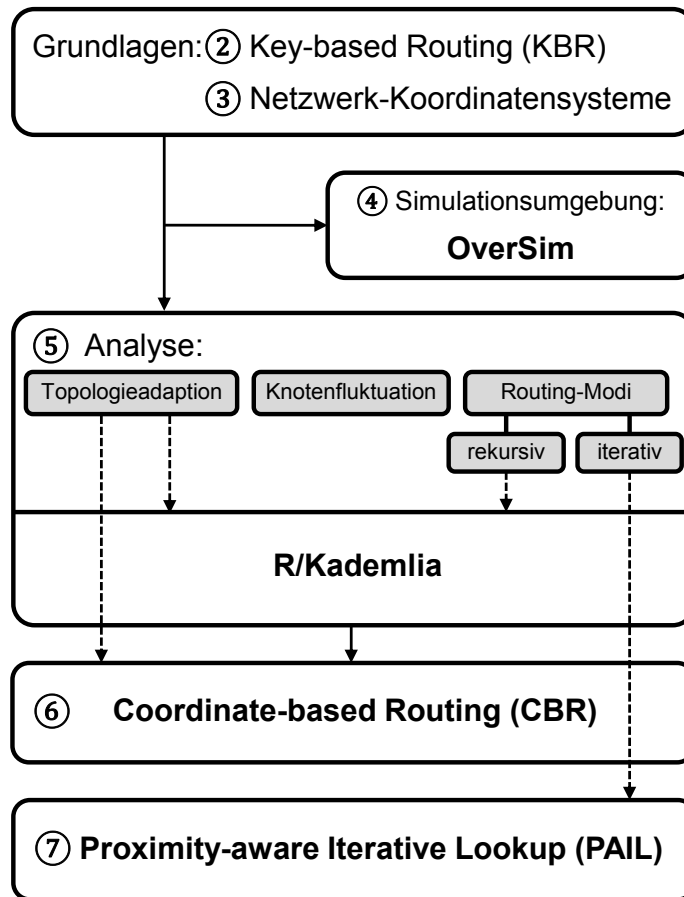 Grundlagen: ② Key-based Routing (KBR)
③ Netzwerk-Koordinatensysteme
④ Simulationsumgebung:
OverSim
⑤ Analyse:
Topologieadaption Knotenfluktuation Routing-Modi
rekursiv iterativ
R/Kademlia
⑥ Coordinate-based Routing (CBR)
⑦ Proximity-aware Iterative Lookup (PAIL)